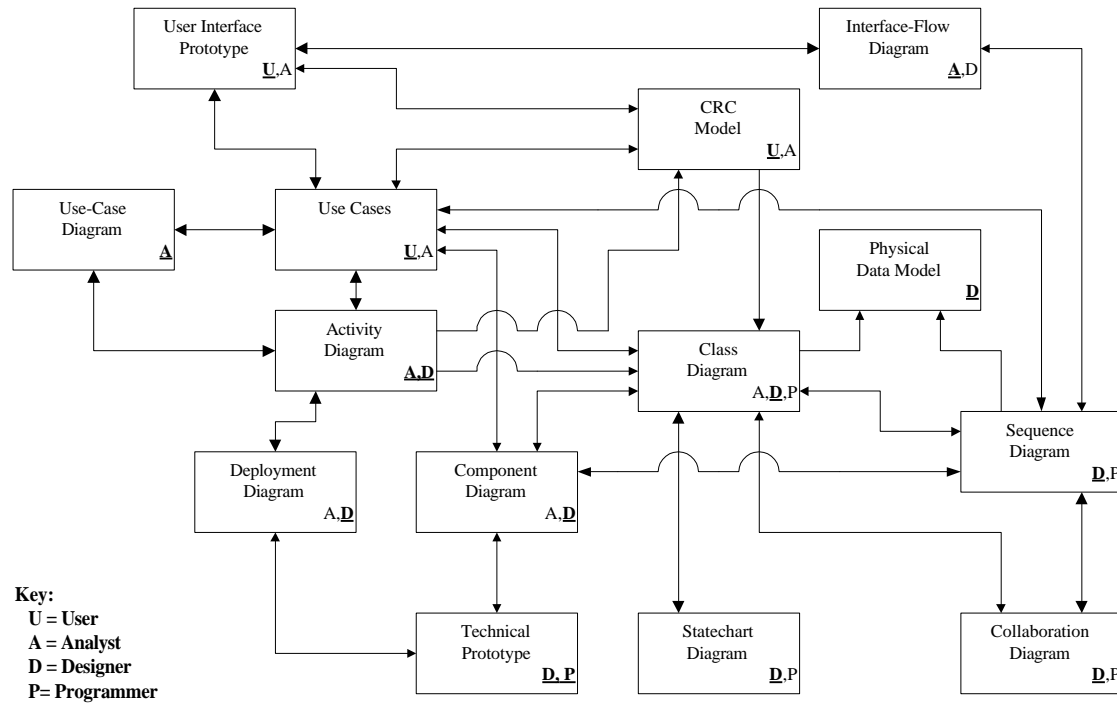 User Interface
Prototype
U,A
Interface-Flow
Diagram
A,D
CRC
Model
U,A
Use-Case
Diagram
A
Use Cases
U,A
Physical
Data Model
D
Activity
Diagram
A,D
Class
Diagram
A,D,P
Sequence
Diagram
D,P
Deployment
Diagram
A,D
Component
Diagram
A,D
Technical
Prototype
D, P
Statechart
Diagram
D,P
Collaboration
Diagram
D,P
Key:
U = User
A = Analyst
D = Designer
P= Programmer